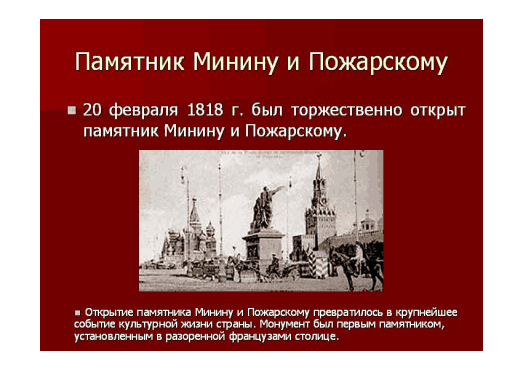 Памятник Минину и Пожарскому
20 февраля 1818 г. был торжественно открыт
памятник Минину и Пожарскому.
Открытие памятника Минину и Пожарскому превратилось в крупнейшее
событие культурной жизни страны. Монумент был первым памятником,
установленным в разоренной французами столице.